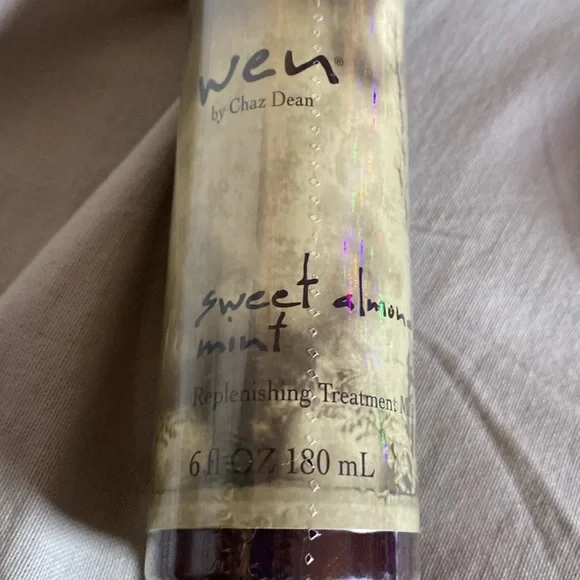 wen®
by Chaz Dean
sweet almon
mint
Replenishing Treatment M
6 fl OZ 180 mL